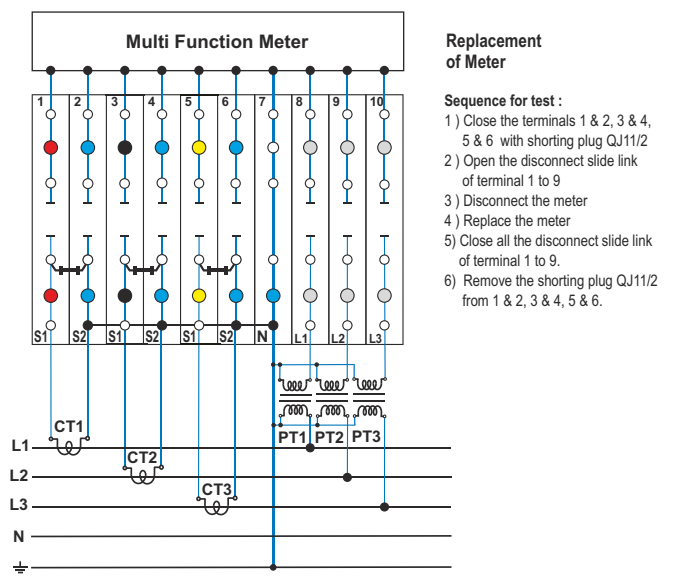 Multi Function Meter
1 2 3 4 5 6 7 8 9 10
S1 S2 S1 S2 S1 S2 N L1 L2 L3
CT1
CT2
CT3
PT1 PT2 PT3
L1
L2
L3
N
Replacement
of Meter
Sequence for test :
1 ) Close the terminals 1 & 2, 3 & 4,
5 & 6 with shorting plug QJ11/2
2 ) Open the disconnect slide link
of terminal 1 to 9
3 ) Disconnect the meter
4 ) Replace the meter
5) Close all the disconnect slide link
of terminal 1 to 9.
6) Remove the shorting plug QJ11/2
from 1 & 2, 3 & 4, 5 & 6.